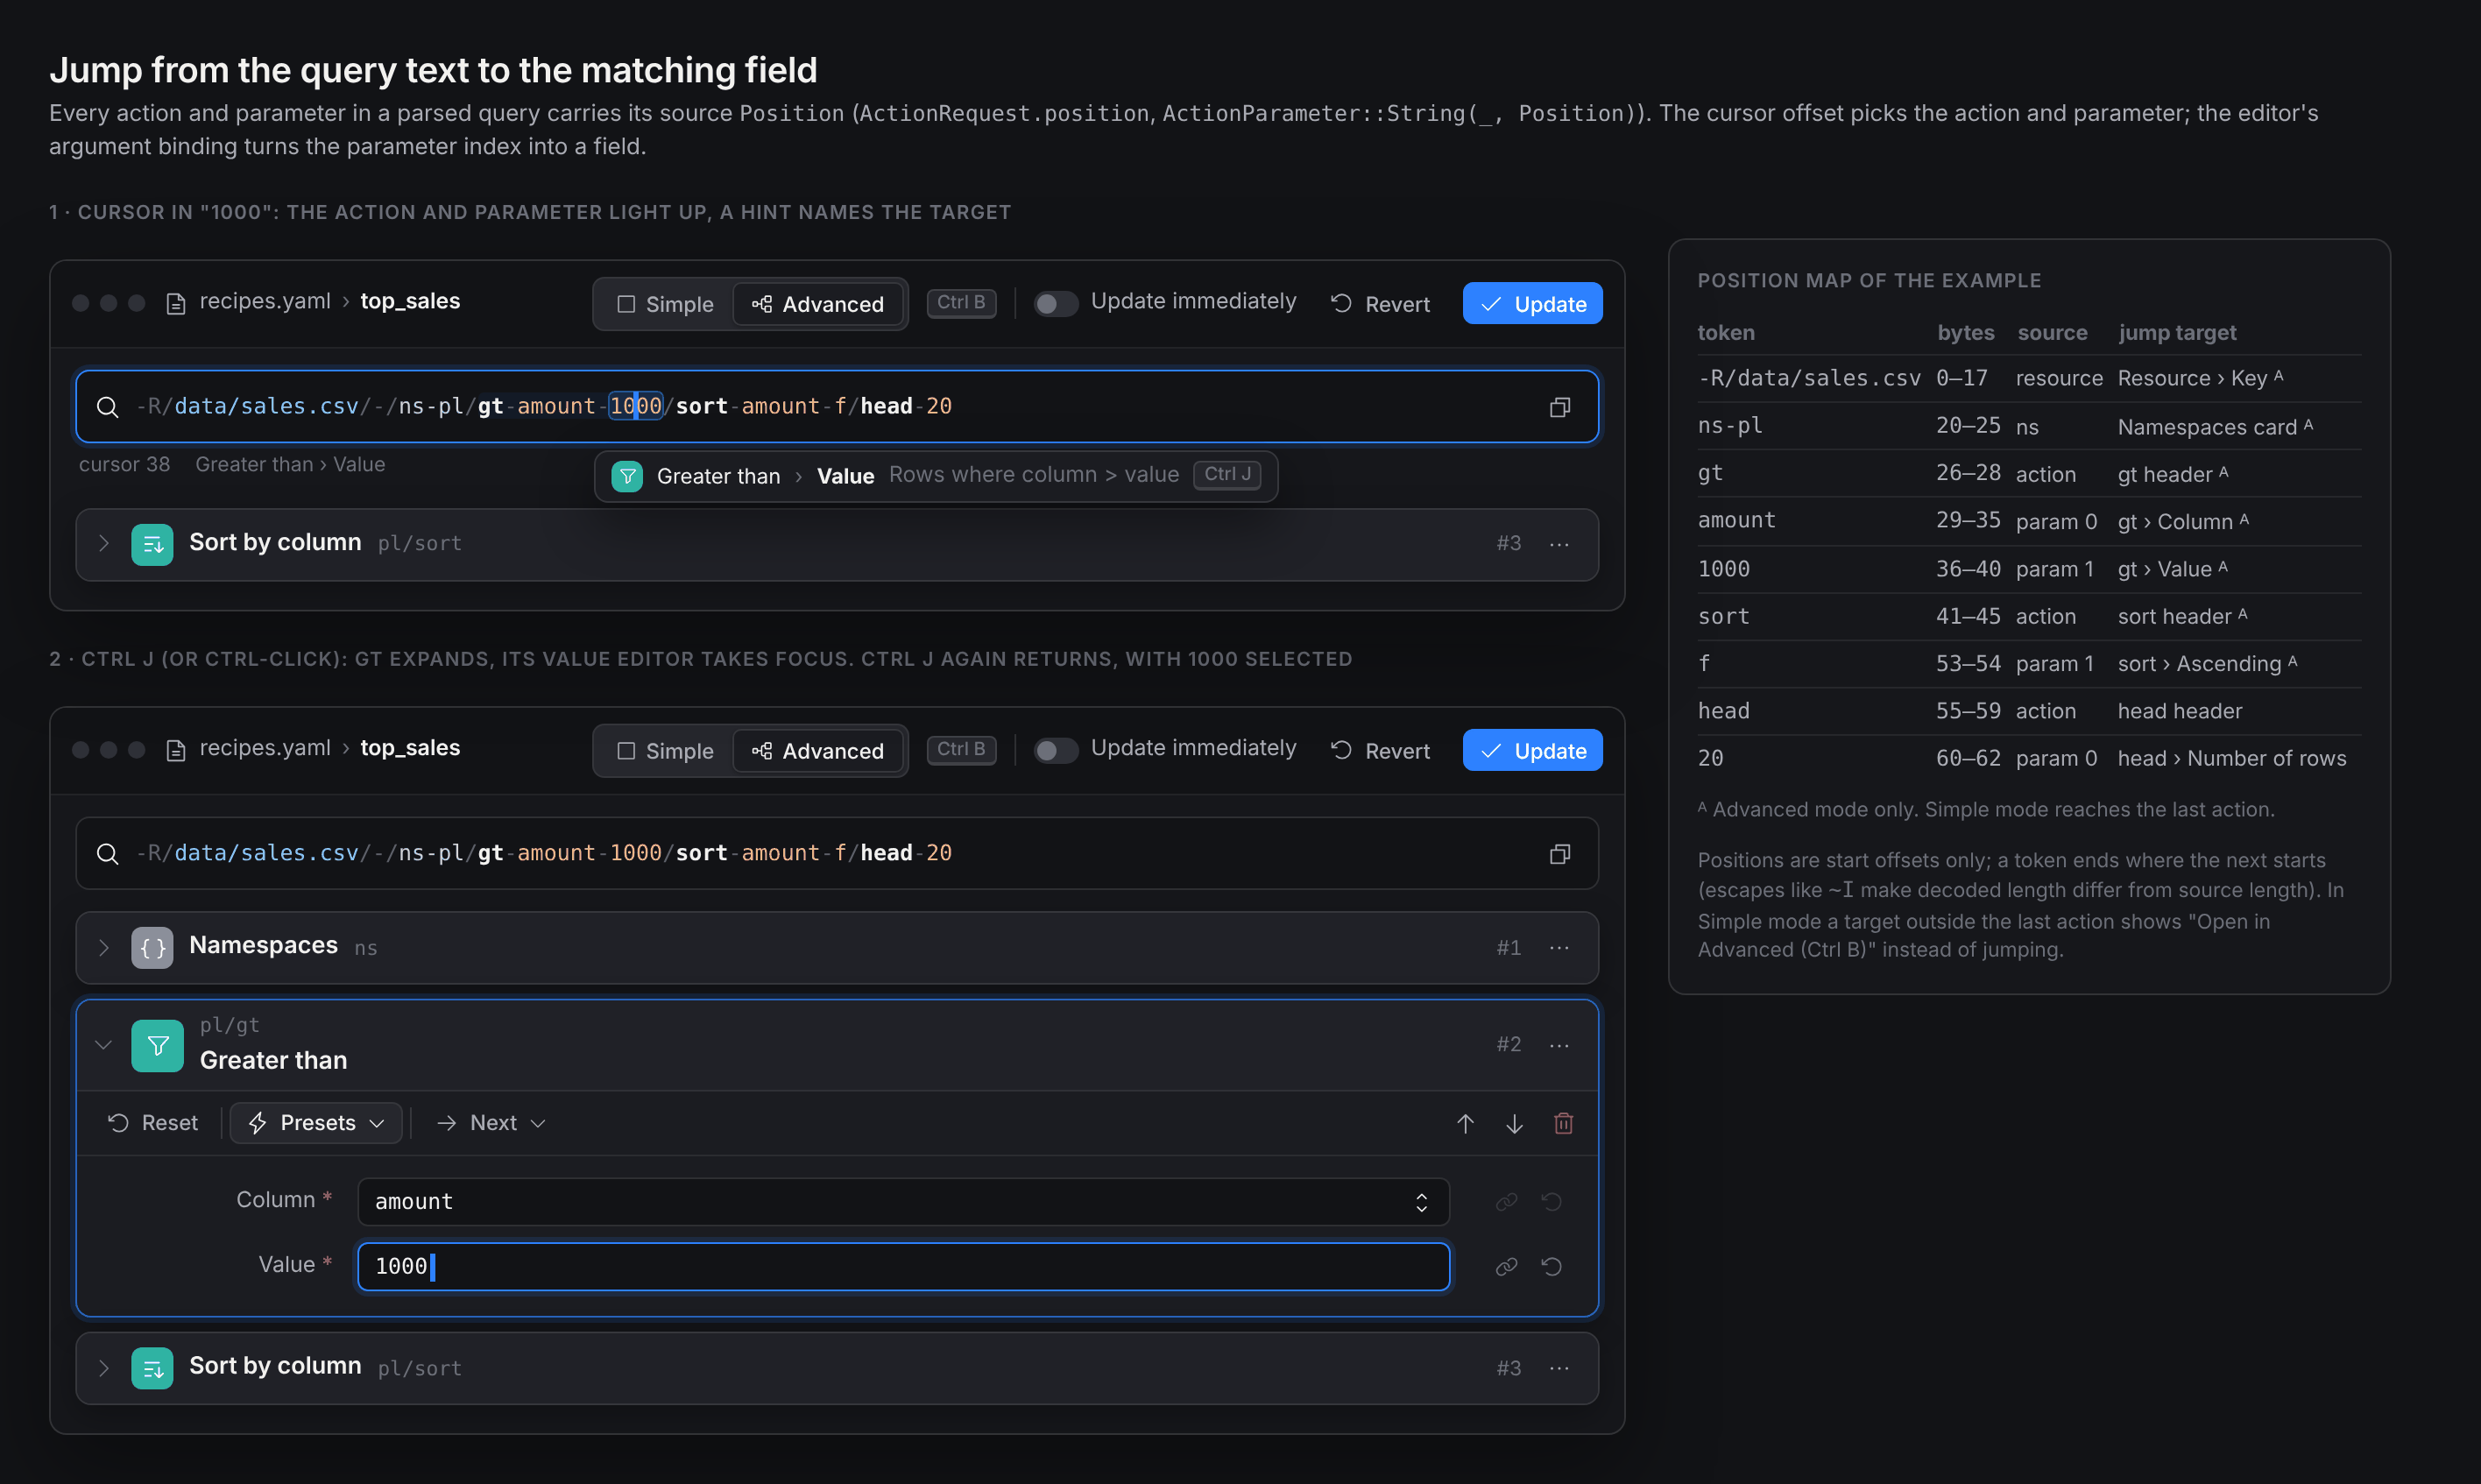 Jump from the query text to the matching field
Every action and parameter in a parsed query carries its source Position (ActionRequest.position, ActionParameter::String(_, Position)). The cursor offset picks the action and parameter; the editor's
argument binding turns the parameter index into a field.
1 · CURSOR IN "1000": THE ACTION AND PARAMETER LIGHT UP, A HINT NAMES THE TARGET
recipes.yaml › top_sales Simple Advanced Ctrl B Update immediately Revert Update
-R/data/sales.csv/-/ns-pl/gt-amount-1000/sort-amount-f/head-20
cursor 38 Greater than › Value
Greater than › Value Rows where column > value Ctrl J
Sort by column pl/sort #3 ···
2 · CTRL J (OR CTRL-CLICK): GT EXPANDS, ITS VALUE EDITOR TAKES FOCUS. CTRL J AGAIN RETURNS, WITH 1000 SELECTED
recipes.yaml › top_sales Simple Advanced Ctrl B Update immediately Revert Update
-R/data/sales.csv/-/ns-pl/gt-amount-1000/sort-amount-f/head-20
{ } Namespaces ns #1 ···
pl/gt
Greater than #2 ···
Reset Presets Next
Column * amount
Value * 1000
Sort by column pl/sort #3 ···
POSITION MAP OF THE EXAMPLE
token bytes source jump target
-R/data/sales.csv 0–17 resource Resource › Key ᴬ
ns-pl 20–25 ns Namespaces card ᴬ
gt 26–28 action gt header ᴬ
amount 29–35 param 0 gt › Column ᴬ
1000 36–40 param 1 gt › Value ᴬ
sort 41–45 action sort header ᴬ
f 53–54 param 1 sort › Ascending ᴬ
head 55–59 action head header
20 60–62 param 0 head › Number of rows
ᴬ Advanced mode only. Simple mode reaches the last action.
Positions are start offsets only; a token ends where the next starts
(escapes like ~I make decoded length differ from source length). In
Simple mode a target outside the last action shows "Open in
Advanced (Ctrl B)" instead of jumping.